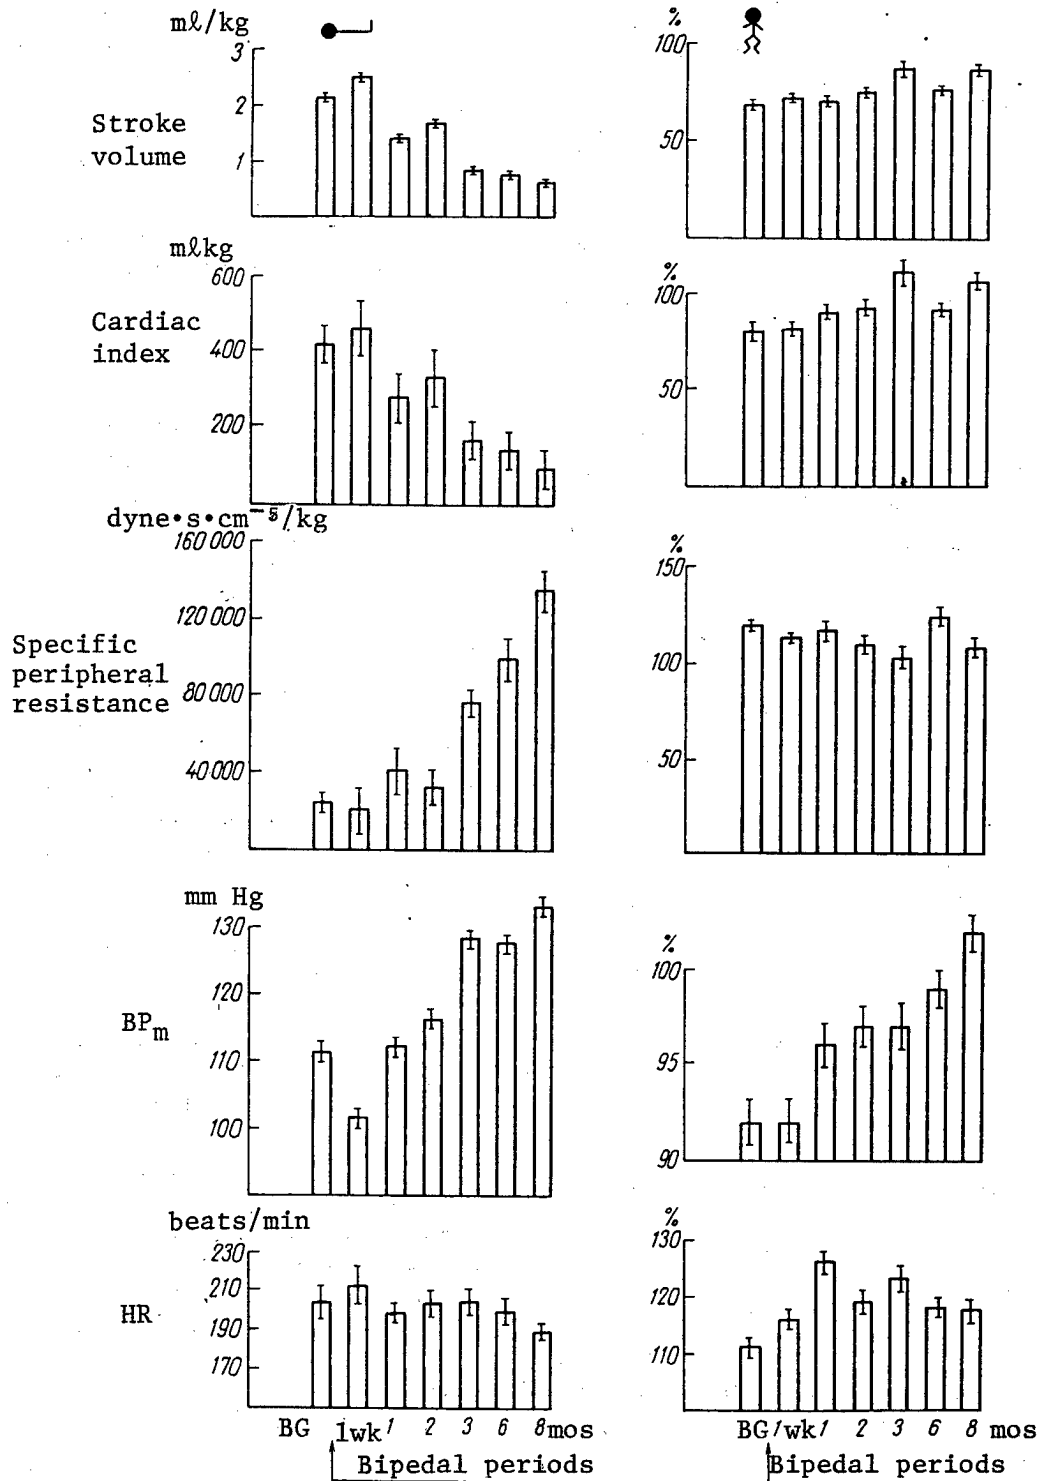 mℓ/kg
3
2
1
Stroke
volume
%
100
50
mℓkg
600
400
200
Cardiac
index
%
100
50
dyne•s•cm⁻⁵/kg
160 000
120 000
80 000
40 000
Specific
peripheral
resistance
%
150
100
50
mm Hg
130
120
110
100
BPₘ
%
100
95
90
beats/min
230
210
190
170
HR
%
130
120
110
BG 1wk 1 2 3 6 8 mos
Bipedal periods
BG 1wk 1 2 3 6 8 mos
Bipedal periods